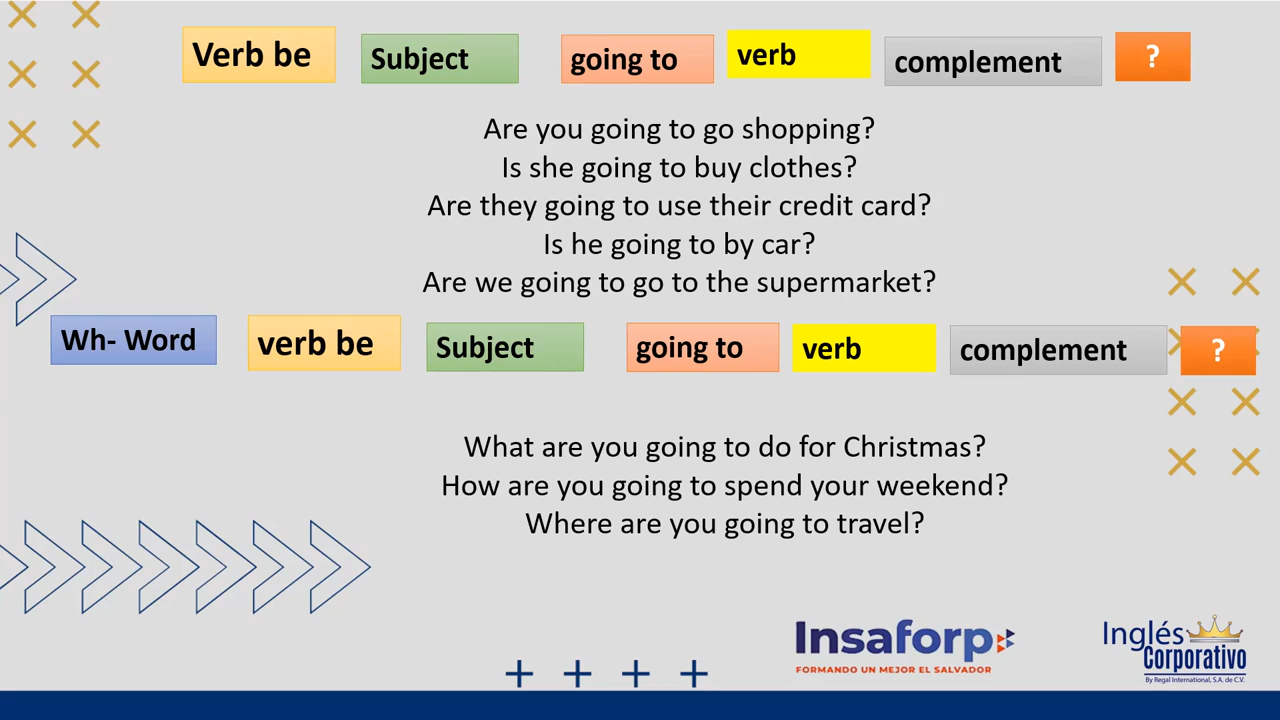 Verb be Subject going to verb complement ?
Are you going to go shopping?
Is she going to buy clothes?
Are they going to use their credit card?
Is he going to by car?
Are we going to go to the supermarket?
Wh- Word verb be Subject going to verb complement ?
What are you going to do for Christmas?
How are you going to spend your weekend?
Where are you going to travel?
Insaforp
FORMANDO UN MEJOR EL SALVADOR
Inglés
Corporativo
By Regal International, S.A. de C.V.